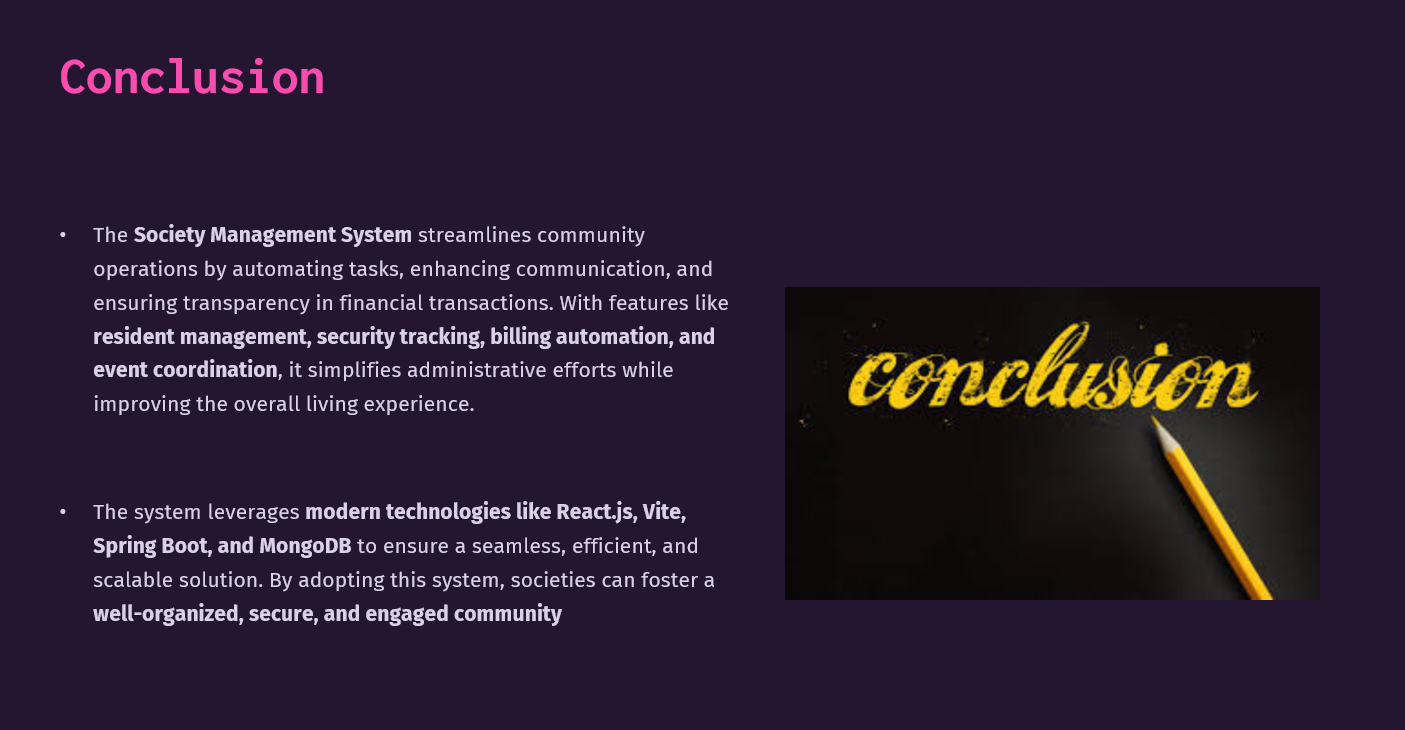 Conclusion
• The Society Management System streamlines community
operations by automating tasks, enhancing communication, and
ensuring transparency in financial transactions. With features like
resident management, security tracking, billing automation, and
event coordination, it simplifies administrative efforts while
improving the overall living experience.
• The system leverages modern technologies like React.js, Vite,
Spring Boot, and MongoDB to ensure a seamless, efficient, and
scalable solution. By adopting this system, societies can foster a
well-organized, secure, and engaged community
conclusion